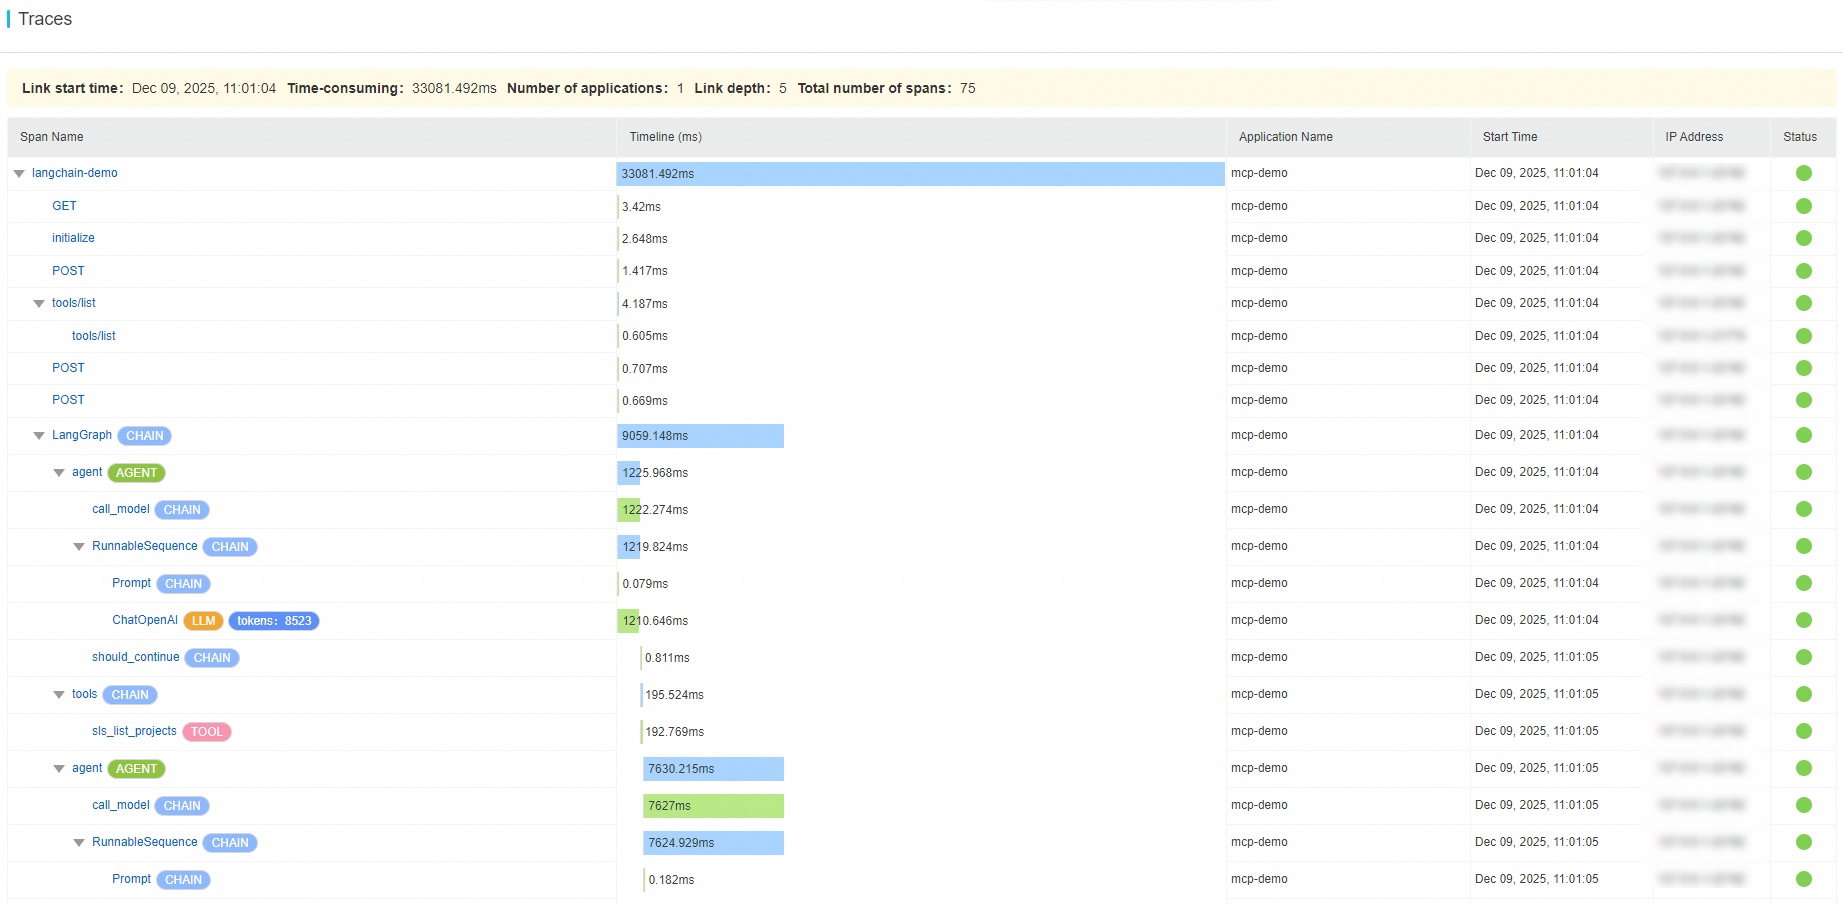 Traces
Link start time: Dec 09, 2025, 11:01:04 Time-consuming: 33081.492ms Number of applications: 1 Link depth: 5 Total number of spans: 75
Span Name Timeline (ms) Application Name Start Time IP Address Status
langchain-demo 33081.492ms mcp-demo Dec 09, 2025, 11:01:04
GET 3.42ms mcp-demo Dec 09, 2025, 11:01:04
initialize 2.648ms mcp-demo Dec 09, 2025, 11:01:04
POST 1.417ms mcp-demo Dec 09, 2025, 11:01:04
tools/list 4.187ms mcp-demo Dec 09, 2025, 11:01:04
tools/list 0.605ms mcp-demo Dec 09, 2025, 11:01:04
POST 0.707ms mcp-demo Dec 09, 2025, 11:01:04
POST 0.669ms mcp-demo Dec 09, 2025, 11:01:04
LangGraph CHAIN 9059.148ms mcp-demo Dec 09, 2025, 11:01:04
agent AGENT 1225.968ms mcp-demo Dec 09, 2025, 11:01:04
call_model CHAIN 1222.274ms mcp-demo Dec 09, 2025, 11:01:04
RunnableSequence CHAIN 1219.824ms mcp-demo Dec 09, 2025, 11:01:04
Prompt CHAIN 0.079ms mcp-demo Dec 09, 2025, 11:01:04
ChatOpenAI LLM tokens: 8523 1210.646ms mcp-demo Dec 09, 2025, 11:01:04
should_continue CHAIN 0.811ms mcp-demo Dec 09, 2025, 11:01:05
tools CHAIN 195.524ms mcp-demo Dec 09, 2025, 11:01:05
sls_list_projects TOOL 192.769ms mcp-demo Dec 09, 2025, 11:01:05
agent AGENT 7630.215ms mcp-demo Dec 09, 2025, 11:01:05
call_model CHAIN 7627ms mcp-demo Dec 09, 2025, 11:01:05
RunnableSequence CHAIN 7624.929ms mcp-demo Dec 09, 2025, 11:01:05
Prompt CHAIN 0.182ms mcp-demo Dec 09, 2025, 11:01:05